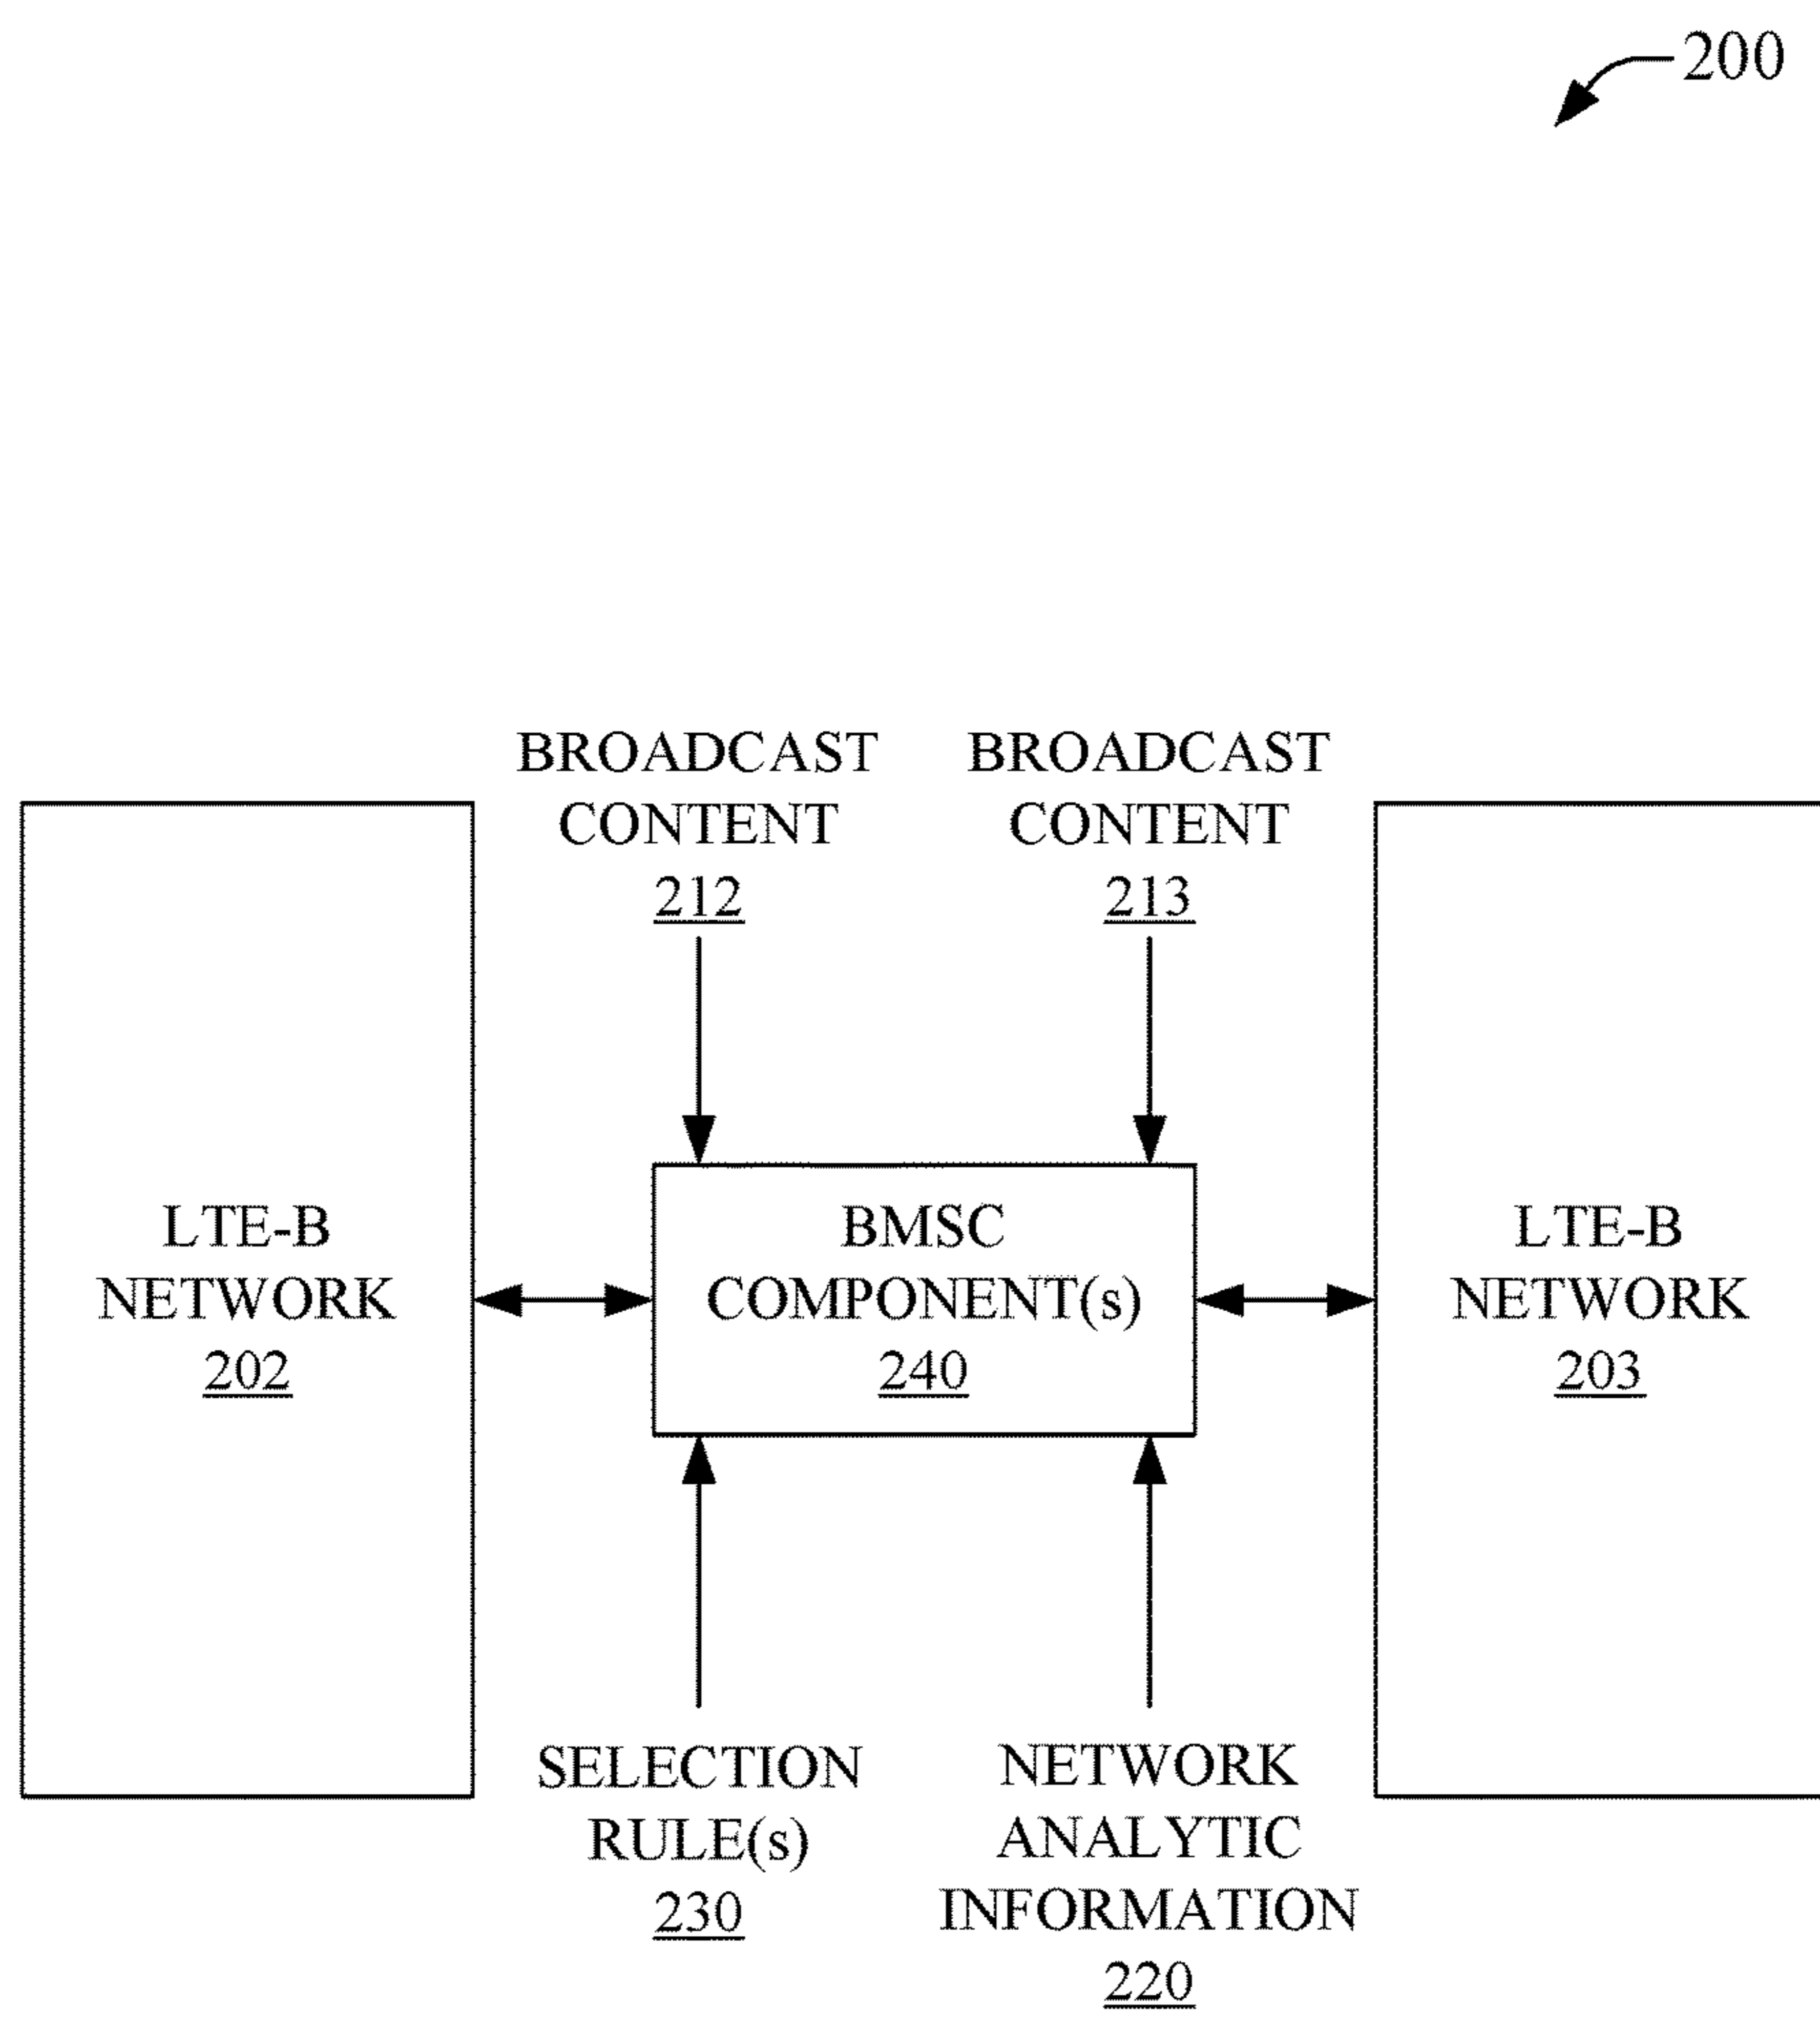 200
BROADCAST
CONTENT
212
BROADCAST
CONTENT
213
LTE-B
NETWORK
202
BMSC
COMPONENT(s)
240
LTE-B
NETWORK
203
SELECTION
RULE(s)
230
NETWORK
ANALYTIC
INFORMATION
220